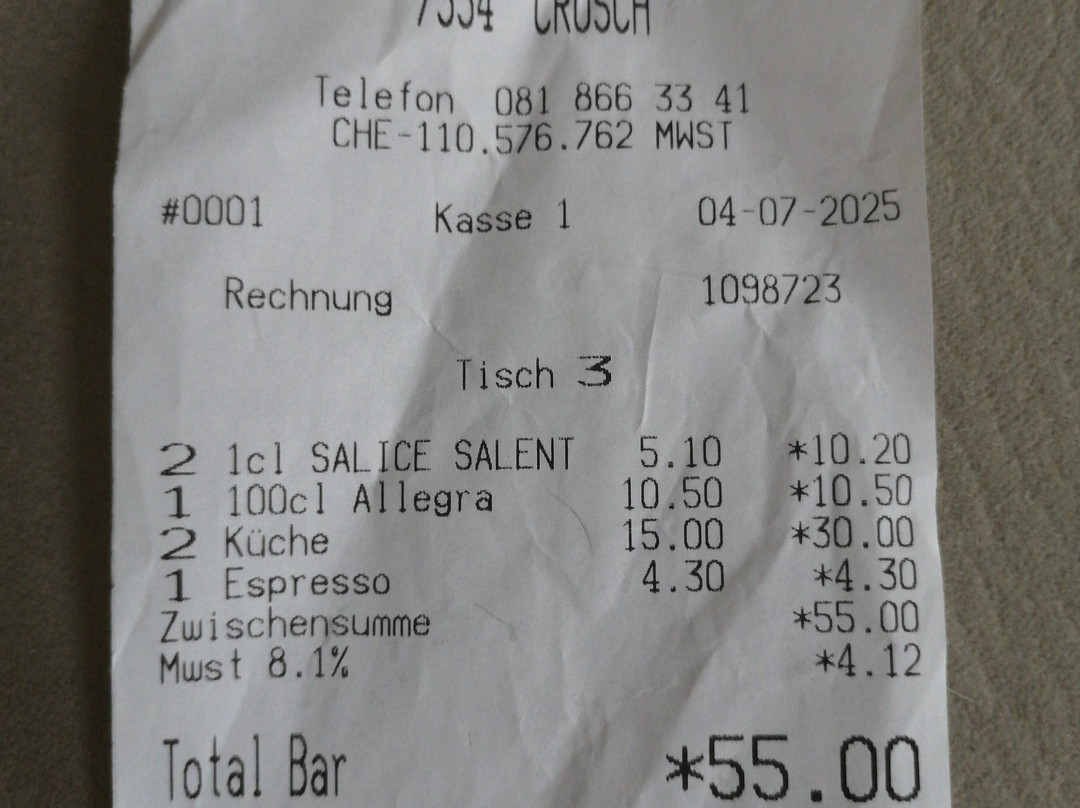 7554 CRUSCH
Telefon 081 866 33 41
CHE-110.576.762 MWST
#0001 Kasse 1 04-07-2025
Rechnung 1098723
Tisch 3
2 1cl SALICE SALENT 5.10 *10.20
1 100cl Allegra 10.50 *10.50
2 Küche 15.00 *30.00
1 Espresso 4.30 *4.30
Zwischensumme *55.00
Mwst 8.1% *4.12
Total Bar *55.00